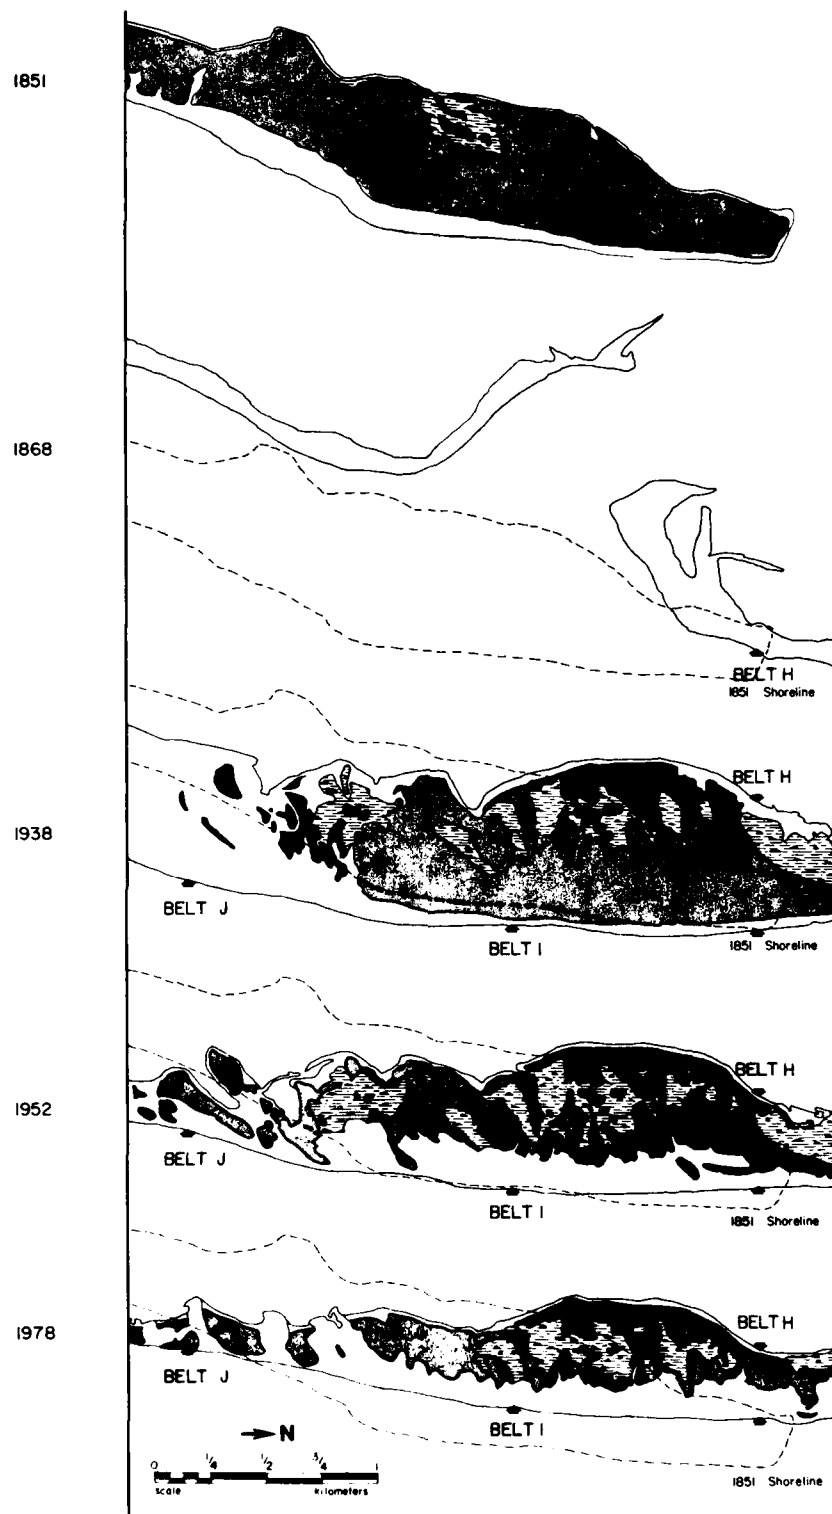 1851
1868
BELT H
1851 Shoreline
BELT H
1938
BELT J
1851 Shoreline
BELT I
BELT H
1952
BELT J
BELT I
1851 Shoreline
BELT H
1978
BELT J
BELT I
N
0 1/4 1/2 3/4 1
scale kilometers
1851 Shoreline